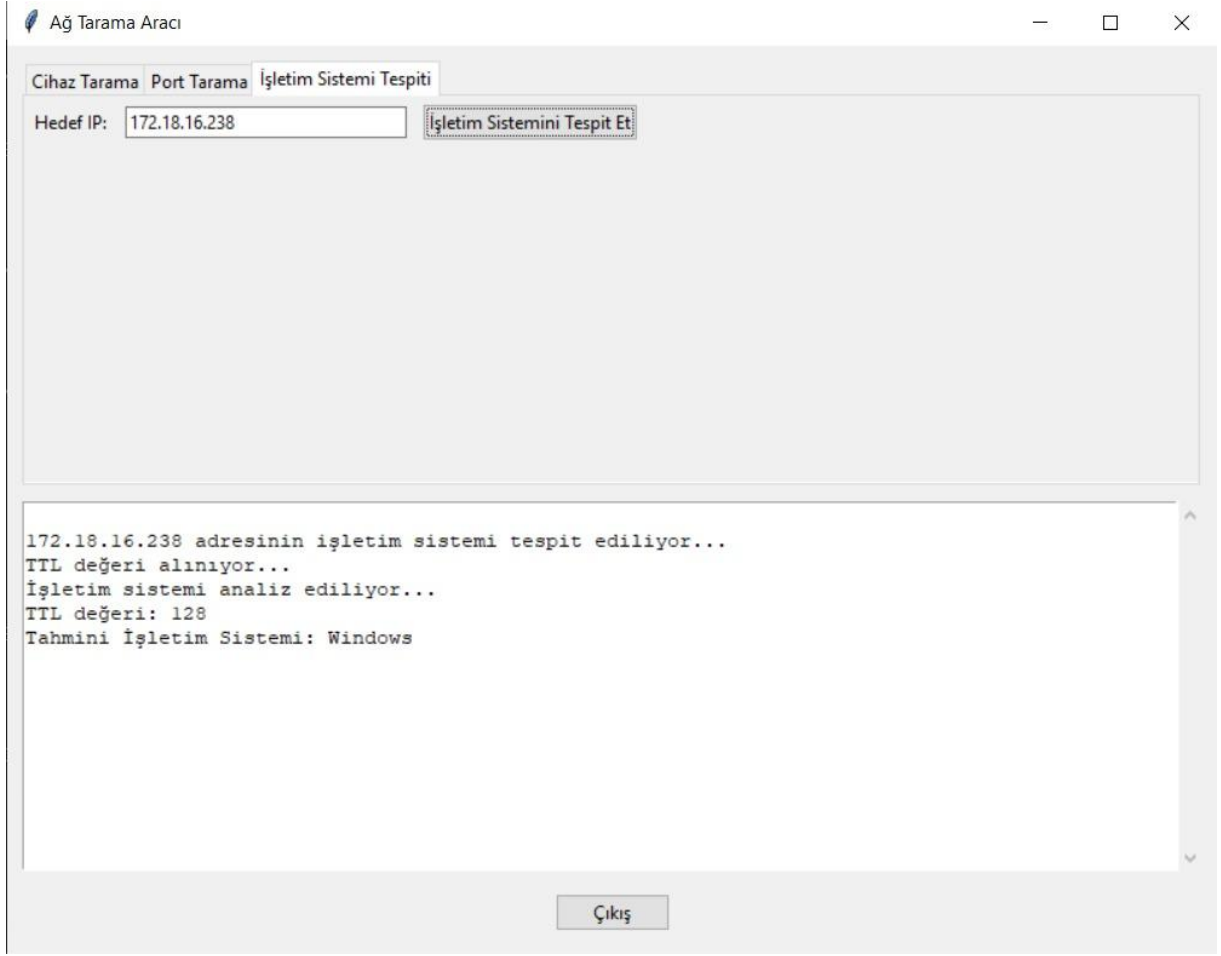 Ağ Tarama Aracı
Cihaz Tarama Port Tarama İşletim Sistemi Tespiti
Hedef IP: 172.18.16.238 İşletim Sistemini Tespit Et
172.18.16.238 adresinin işletim sistemi tespit ediliyor...
TTL değeri alınıyor...
İşletim sistemi analiz ediliyor...
TTL değeri: 128
Tahmini İşletim Sistemi: Windows
Çıkış